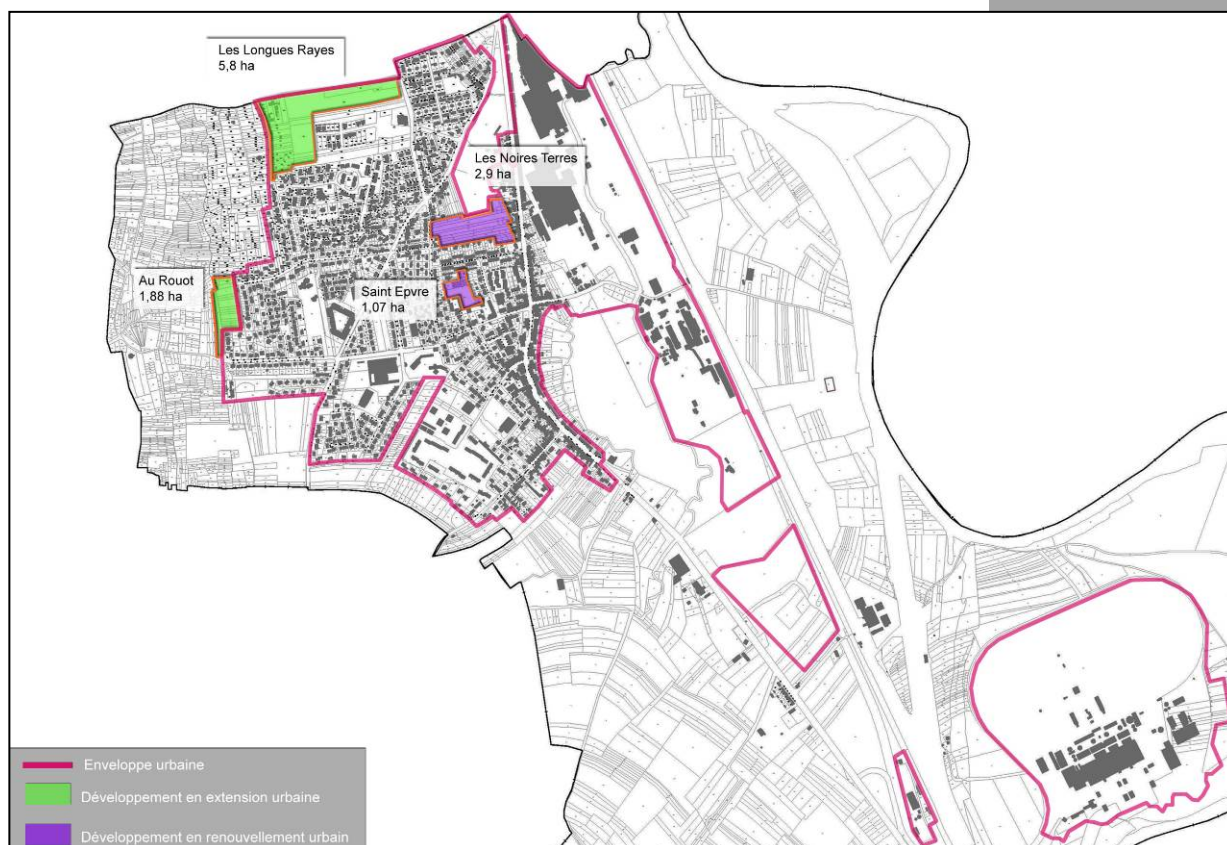 Les Longues Rayes
5,8 ha
Les Noires Terres
2,9 ha
Au Rouot
1,88 ha
Saint Epvre
1,07 ha
Enveloppe urbaine
Développement en extension urbaine
Développement en renouvellement urbain